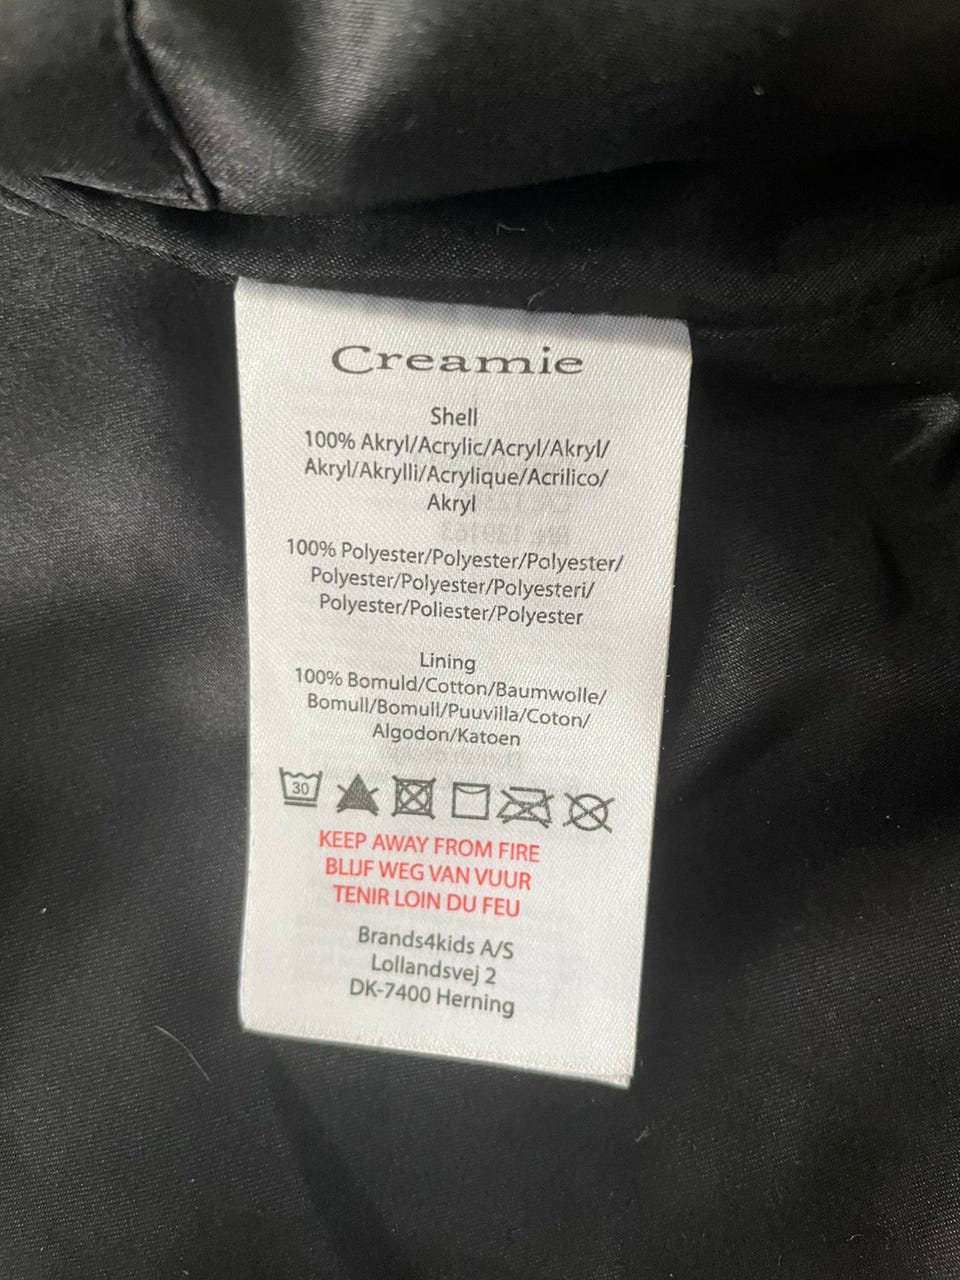 Creamie
Shell
100% Akryl/Acrylic/Acryl/Akryl/
Akryl/Akrylli/Acrylique/Acrilico/
Akryl
100% Polyester/Polyester/Polyester/
Polyester/Polyester/Polyesteri/
Polyester/Poliester/Polyester
Lining
100% Bomuld/Cotton/Baumwolle/
Bomull/Bomull/Puuvilla/Coton/
Algodon/Katoen
30
KEEP AWAY FROM FIRE
BLIJF WEG VAN VUUR
TENIR LOIN DU FEU
Brands4kids A/S
Lollandsvej 2
DK-7400 Herning